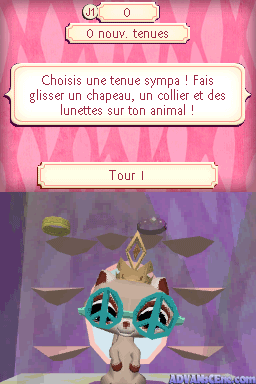 J1
0
0 nouv. tenues
Choisis une tenue sympa ! Fais
glisser un chapeau, un collier et des
lunettes sur ton animal !
Tour 1
ADVANsCEne.com